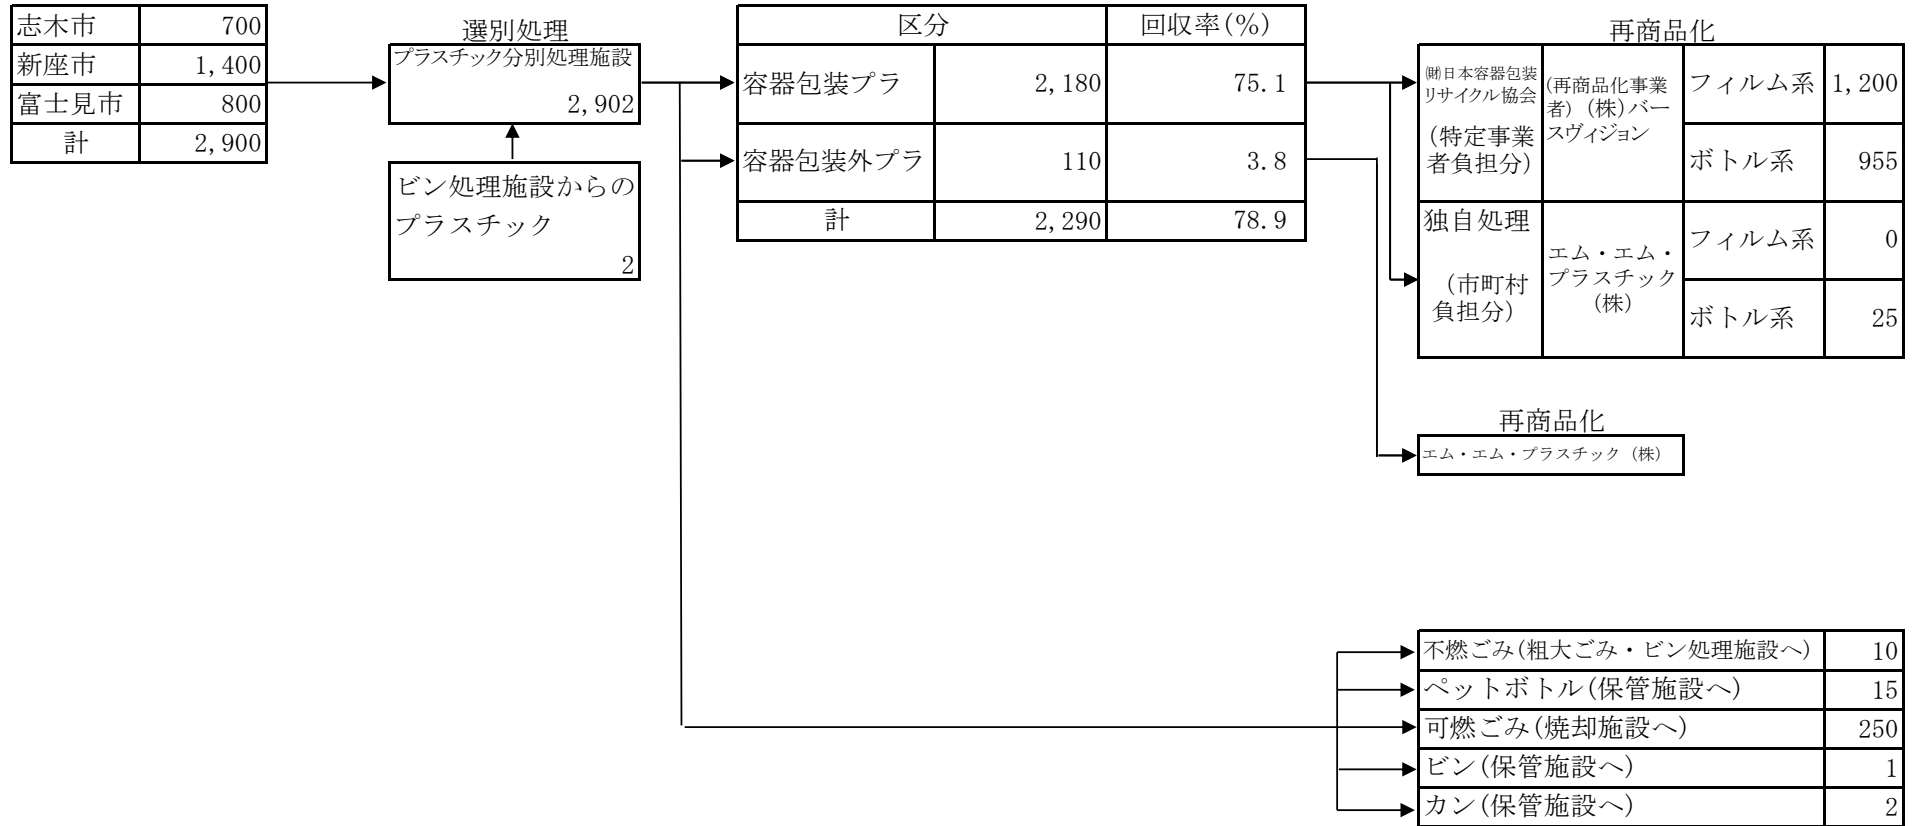 志木市 700
新座市 1,400
富士見市 800
計 2,900
選別処理
プラスチック分別処理施設
2,902
ビン処理施設からの
プラスチック
2
区分 回収率(%)
容器包装プラ 2,180 75.1
容器包装外プラ 110 3.8
計 2,290 78.9
再商品化
㈶日本容器包装
リサイクル協会
(特定事業
者負担分)
(再商品化事業
者)(株)バー
スヴィジョン
フィルム系 1,200
ボトル系 955
独自処理
(市町村
負担分)
エム・エム・
プラスチック
(株)
フィルム系 0
ボトル系 25
再商品化
エム・エム・プラスチック(株)
不燃ごみ(粗大ごみ・ビン処理施設へ) 10
ペットボトル(保管施設へ) 15
可燃ごみ(焼却施設へ) 250
ビン(保管施設へ) 1
カン(保管施設へ) 2